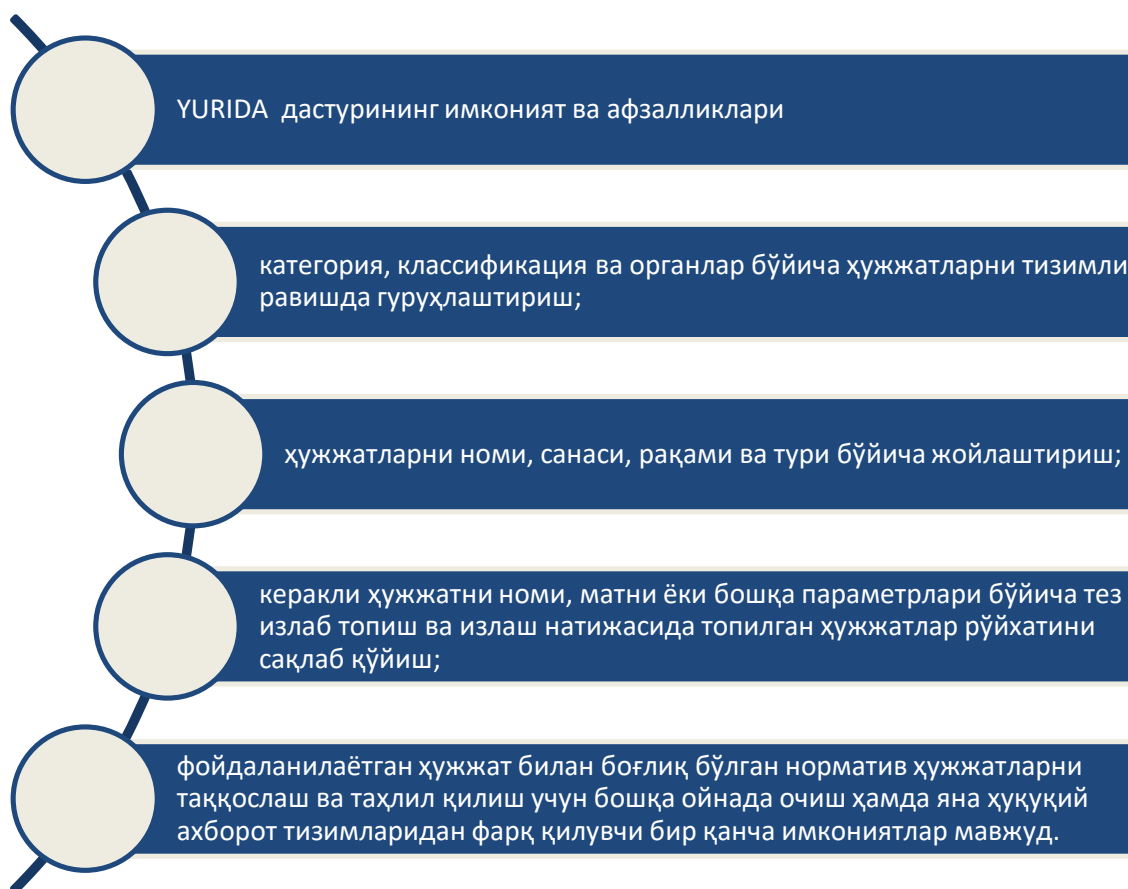 YURIDA дастурининг имконият ва афзалликлари
категория, классификация ва органлар бўйича ҳужжатларни тизимли
равишда гуруҳлаштириш;
ҳужжатларни номи, санаси, рақами ва тури бўйича жойлаштириш;
керакли ҳужжатни номи, матни ёки бошқа параметрлари бўйича тез
излаб топиш ва излаш натижасида топилган ҳужжатлар рўйхатини
сақлаб қўйиш;
фойдаланилаётган ҳужжат билан боғлиқ бўлган норматив ҳужжатларни
таққослаш ва таҳлил қилиш учун бошқа ойнада очиш ҳамда яна ҳуқуқий
ахборот тизимларидан фарқ қилувчи бир қанча имкониятлар мавжуд.